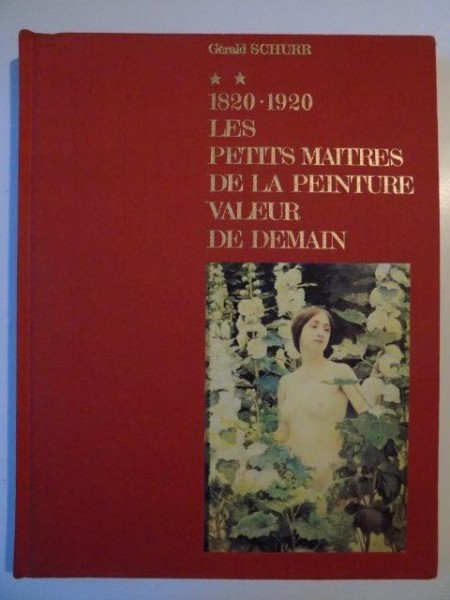 Gérald SCHURR
★ ★
1820·1920
LES
PETITS MAITRES
DE LA PEINTURE
VALEUR
DE DEMAIN